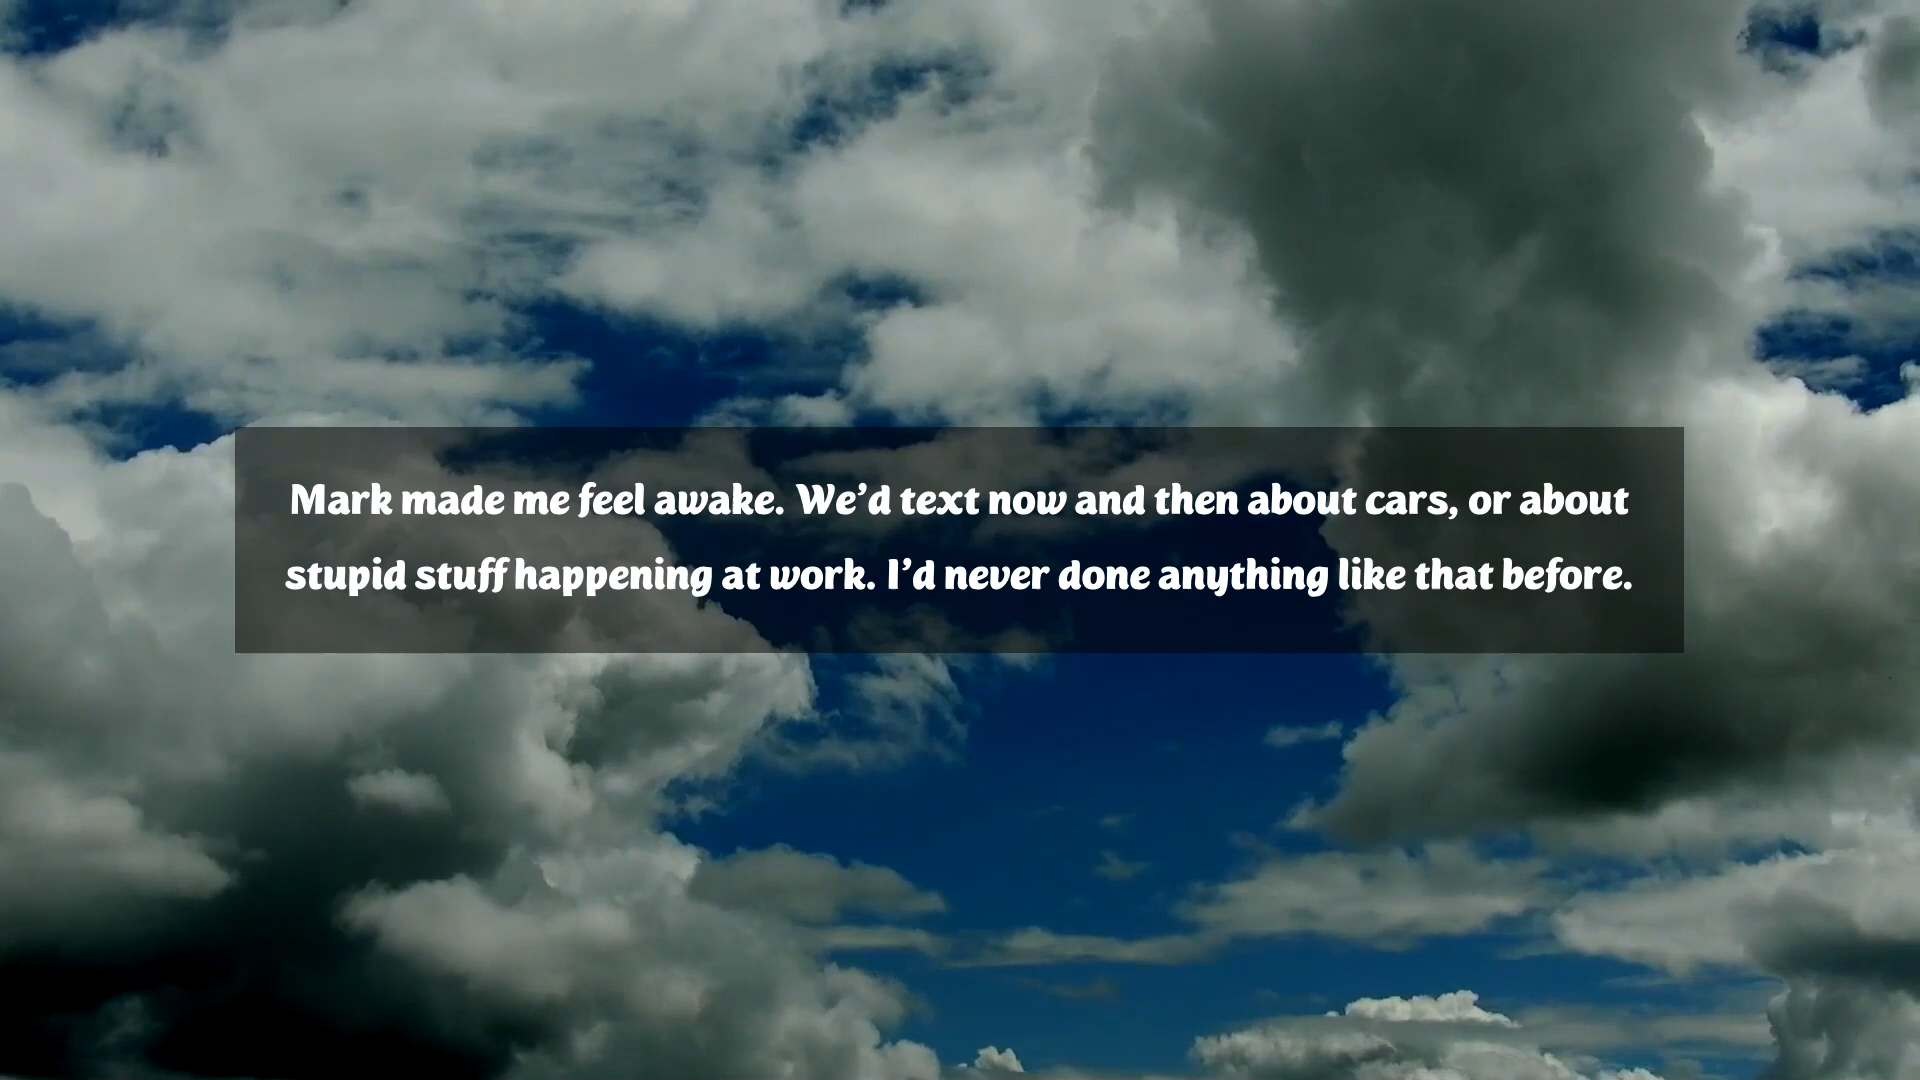 Mark made me feel awake. We’d text now and then about cars, or about
stupid stuff happening at work. I’d never done anything like that before.